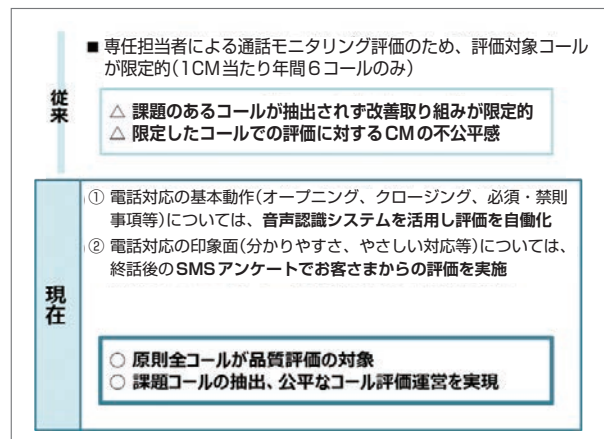 ■ 専任担当者による通話モニタリング評価のため、評価対象コール
が限定的(1CM当たり年間6コールのみ)
従来
△ 課題のあるコールが抽出されず改善取り組みが限定的
△ 限定したコールでの評価に対するCMの不公平感
① 電話対応の基本動作(オープニング、クロージング、必須・禁則
事項等)については、音声認識システムを活用し評価を自働化
② 電話対応の印象面(分かりやすさ、やさしい対応等)については、
終話後のSMSアンケートでお客さまからの評価を実施
現在
○ 原則全コールが品質評価の対象
○ 課題コールの抽出、公平なコール評価運営を実現